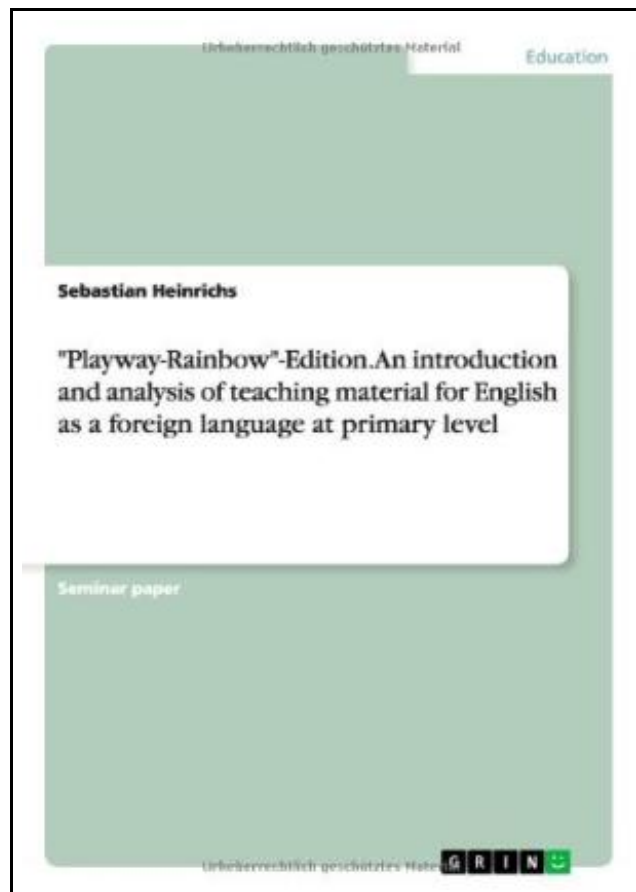 Urheberrechtlich geschütztes Material
Education
Sebastian Heinrichs
"Playway-Rainbow"-Edition. An introduction
and analysis of teaching material for English
as a foreign language at primary level
Seminar paper
Urheberrechtlich geschütztes Material
GRIN